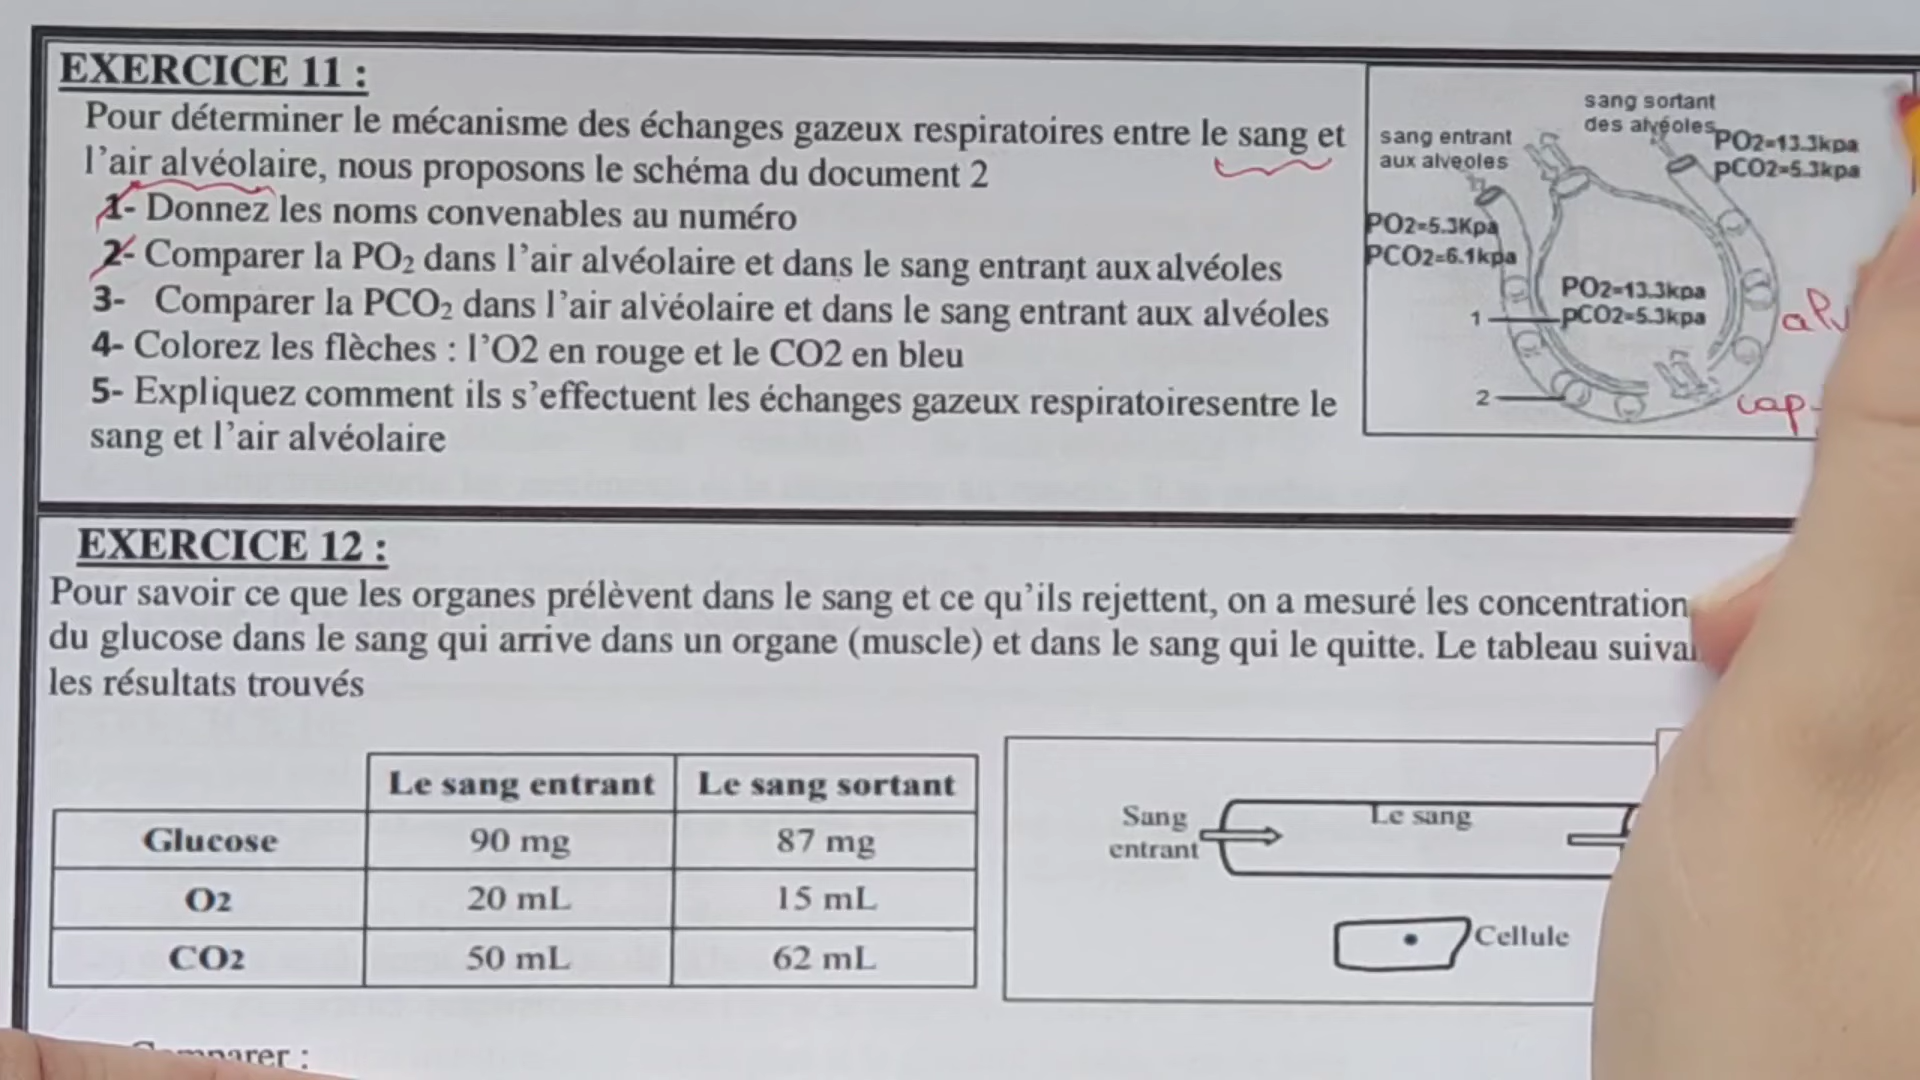 EXERCICE 11 :
Pour déterminer le mécanisme des échanges gazeux respiratoires entre le sang et
l'air alvéolaire, nous proposons le schéma du document 2
1- Donnez les noms convenables au numéro
2- Comparer la PO2 dans l'air alvéolaire et dans le sang entrant aux alvéoles
3- Comparer la PCO2 dans l'air alvéolaire et dans le sang entrant aux alvéoles
4- Colorez les flèches : l'O2 en rouge et le CO2 en bleu
5- Expliquez comment ils s'effectuent les échanges gazeux respiratoiresentre le
sang et l'air alvéolaire
sang entrant
aux alveoles
sang sortant
des alvéoles
PO2=13.3kpa
pCO2=5.3kpa
PO2=5.3Kpa
PCO2=6.1kpa
PO2=13.3kpa
pCO2=5.3kpa
1
2
alv
cap
EXERCICE 12 :
Pour savoir ce que les organes prélèvent dans le sang et ce qu'ils rejettent, on a mesuré les concentration
du glucose dans le sang qui arrive dans un organe (muscle) et dans le sang qui le quitte. Le tableau
les résultats trouvés
Le sang entrant Le sang sortant
Glucose 90 mg 87 mg
O2 20 mL 15 mL
CO2 50 mL 62 mL
Sang
entrant
Le sang
Cellule
Comparer :